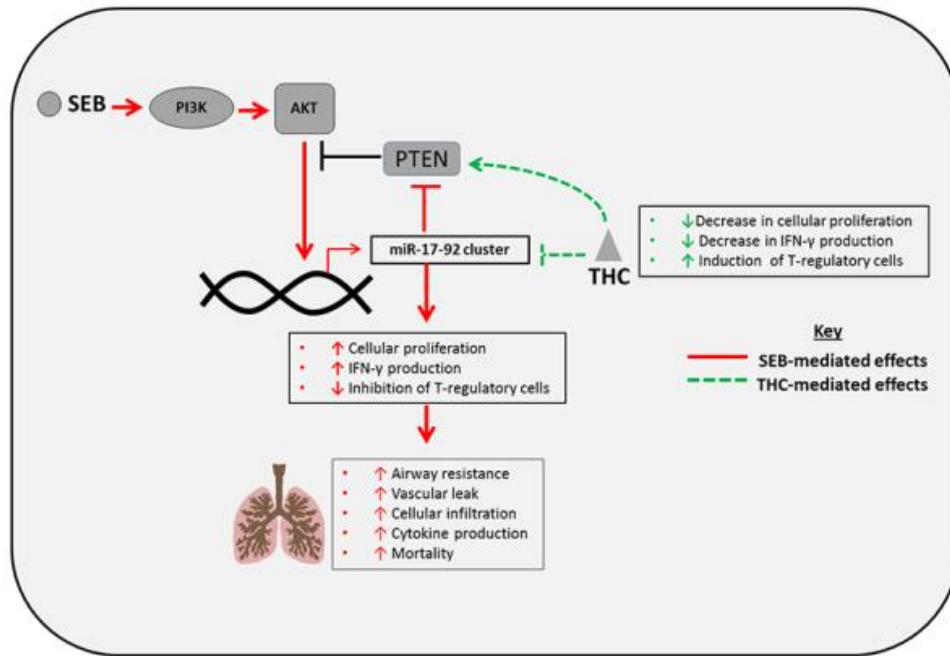 SEB
PI3K
AKT
PTEN
miR-17-92 cluster
THC
• ↓Decrease in cellular proliferation
• ↓ Decrease in IFN-γ production
• ↑ Induction of T-regulatory cells
Key
SEB-mediated effects
THC-mediated effects
• ↑ Cellular proliferation
• ↑ IFN-γ production
• ↓ Inhibition of T-regulatory cells
• ↑ Airway resistance
• ↑ Vascular leak
• ↑ Cellular infiltration
• ↑ Cytokine production
• ↑ Mortality